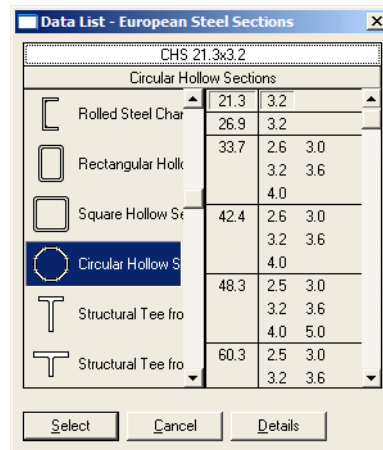 Data List - European Steel Sections
CHS 21.3x3.2
Circular Hollow Sections
Rolled Steel Char
Rectangular Hollo
Square Hollow Se
Circular Hollow S
Structural Tee fro
Structural Tee fro
21.3 3.2
26.9 3.2
33.7 2.6 3.0
3.2 3.6
4.0
42.4 2.6 3.0
3.2 3.6
4.0
48.3 2.5 3.0
3.2 3.6
4.0 5.0
60.3 2.5 3.0
3.2 3.6
Select Cancel Details